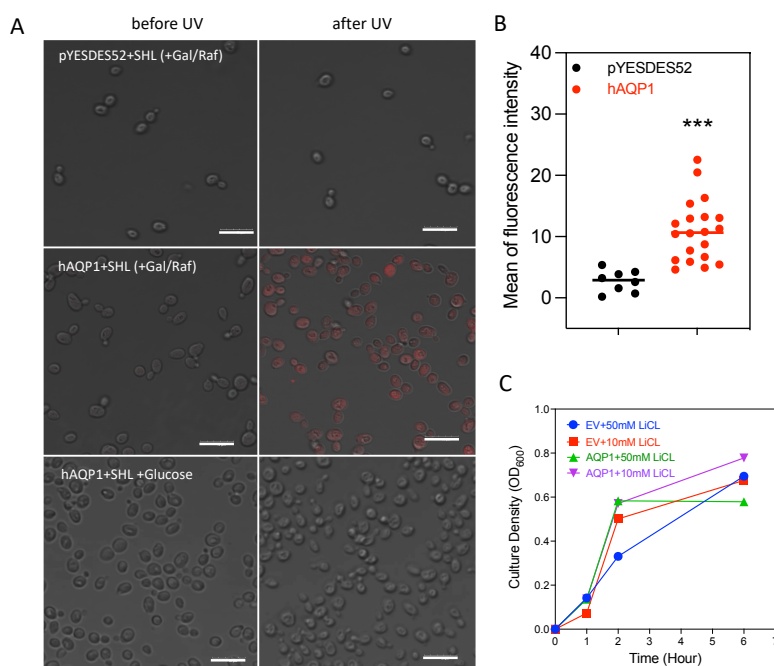 A
before UV
after UV
pYESDES52+SHL (+Gal/Raf)
hAQP1+SHL (+Gal/Raf)
hAQP1+SHL +Glucose
B
Mean of fluorescence intensity
40
30
20
10
0
pYESDES52
hAQP1
***
C
Culture Density (OD600)
1.0
0.8
0.6
0.4
0.2
0.0
EV+50mM LiCL
EV+10mM LiCL
AQP1+50mM LiCL
AQP1+10mM LiCL
0 1 2 3 4 5 6 7
Time (Hour)